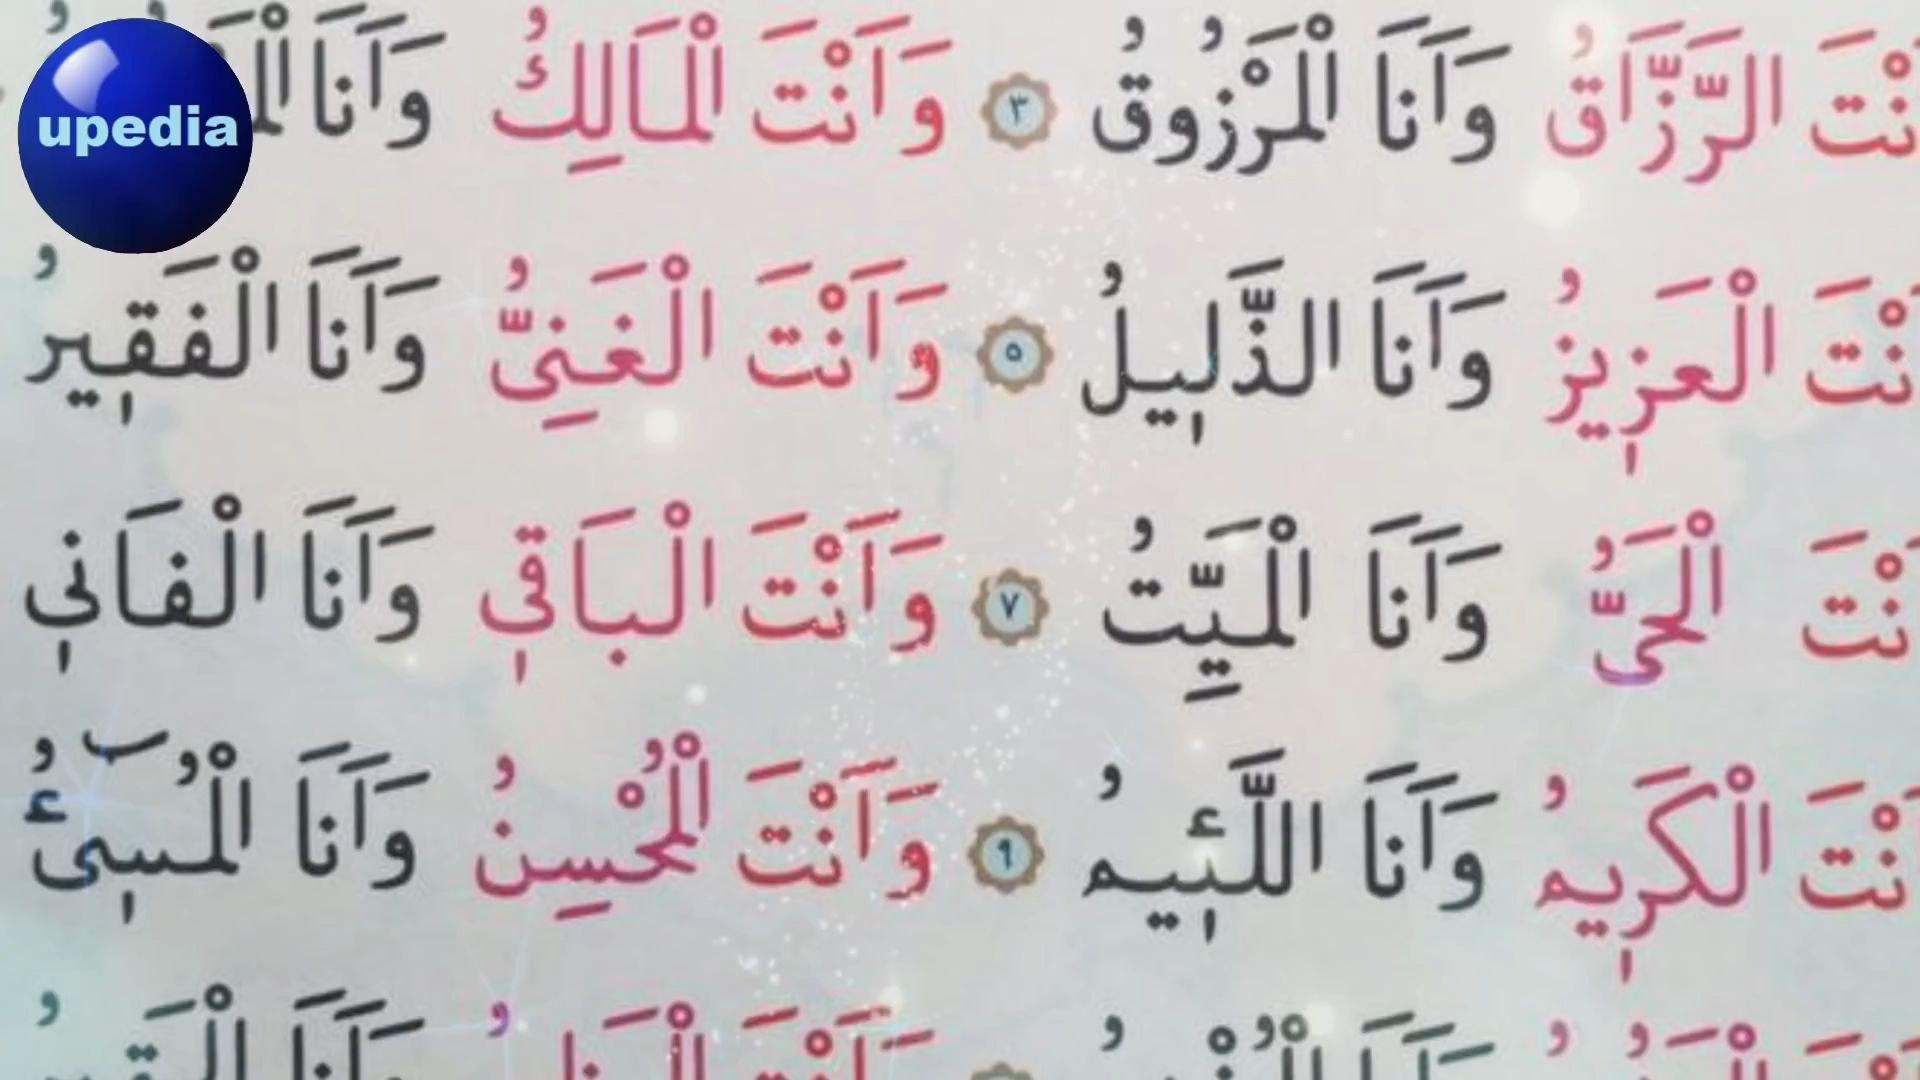 upedia
نْتَ الرَّزَّاقُ وَاَنَا الْمَرْزُوقُ ٣ وَاَنْتَ الْمَالِكُ وَاَنَا
نْتَ الْعَزٖيزُ وَاَنَا الذَّلٖيلُ ٥ وَاَنْتَ الْغَنِىُّ وَاَنَا الْفَقٖيرُ
نْتَ الْحَىُّ وَاَنَا الْمَيِّتُ ٧ وَاَنْتَ الْبَاقٖي وَاَنَا الْفَانٖي
نْتَ الْكَرٖيمُ وَاَنَا اللَّئٖيمُ ٩ وَاَنْتَ الْمُحْسِنُ وَاَنَا الْمُسٖٓىءُ